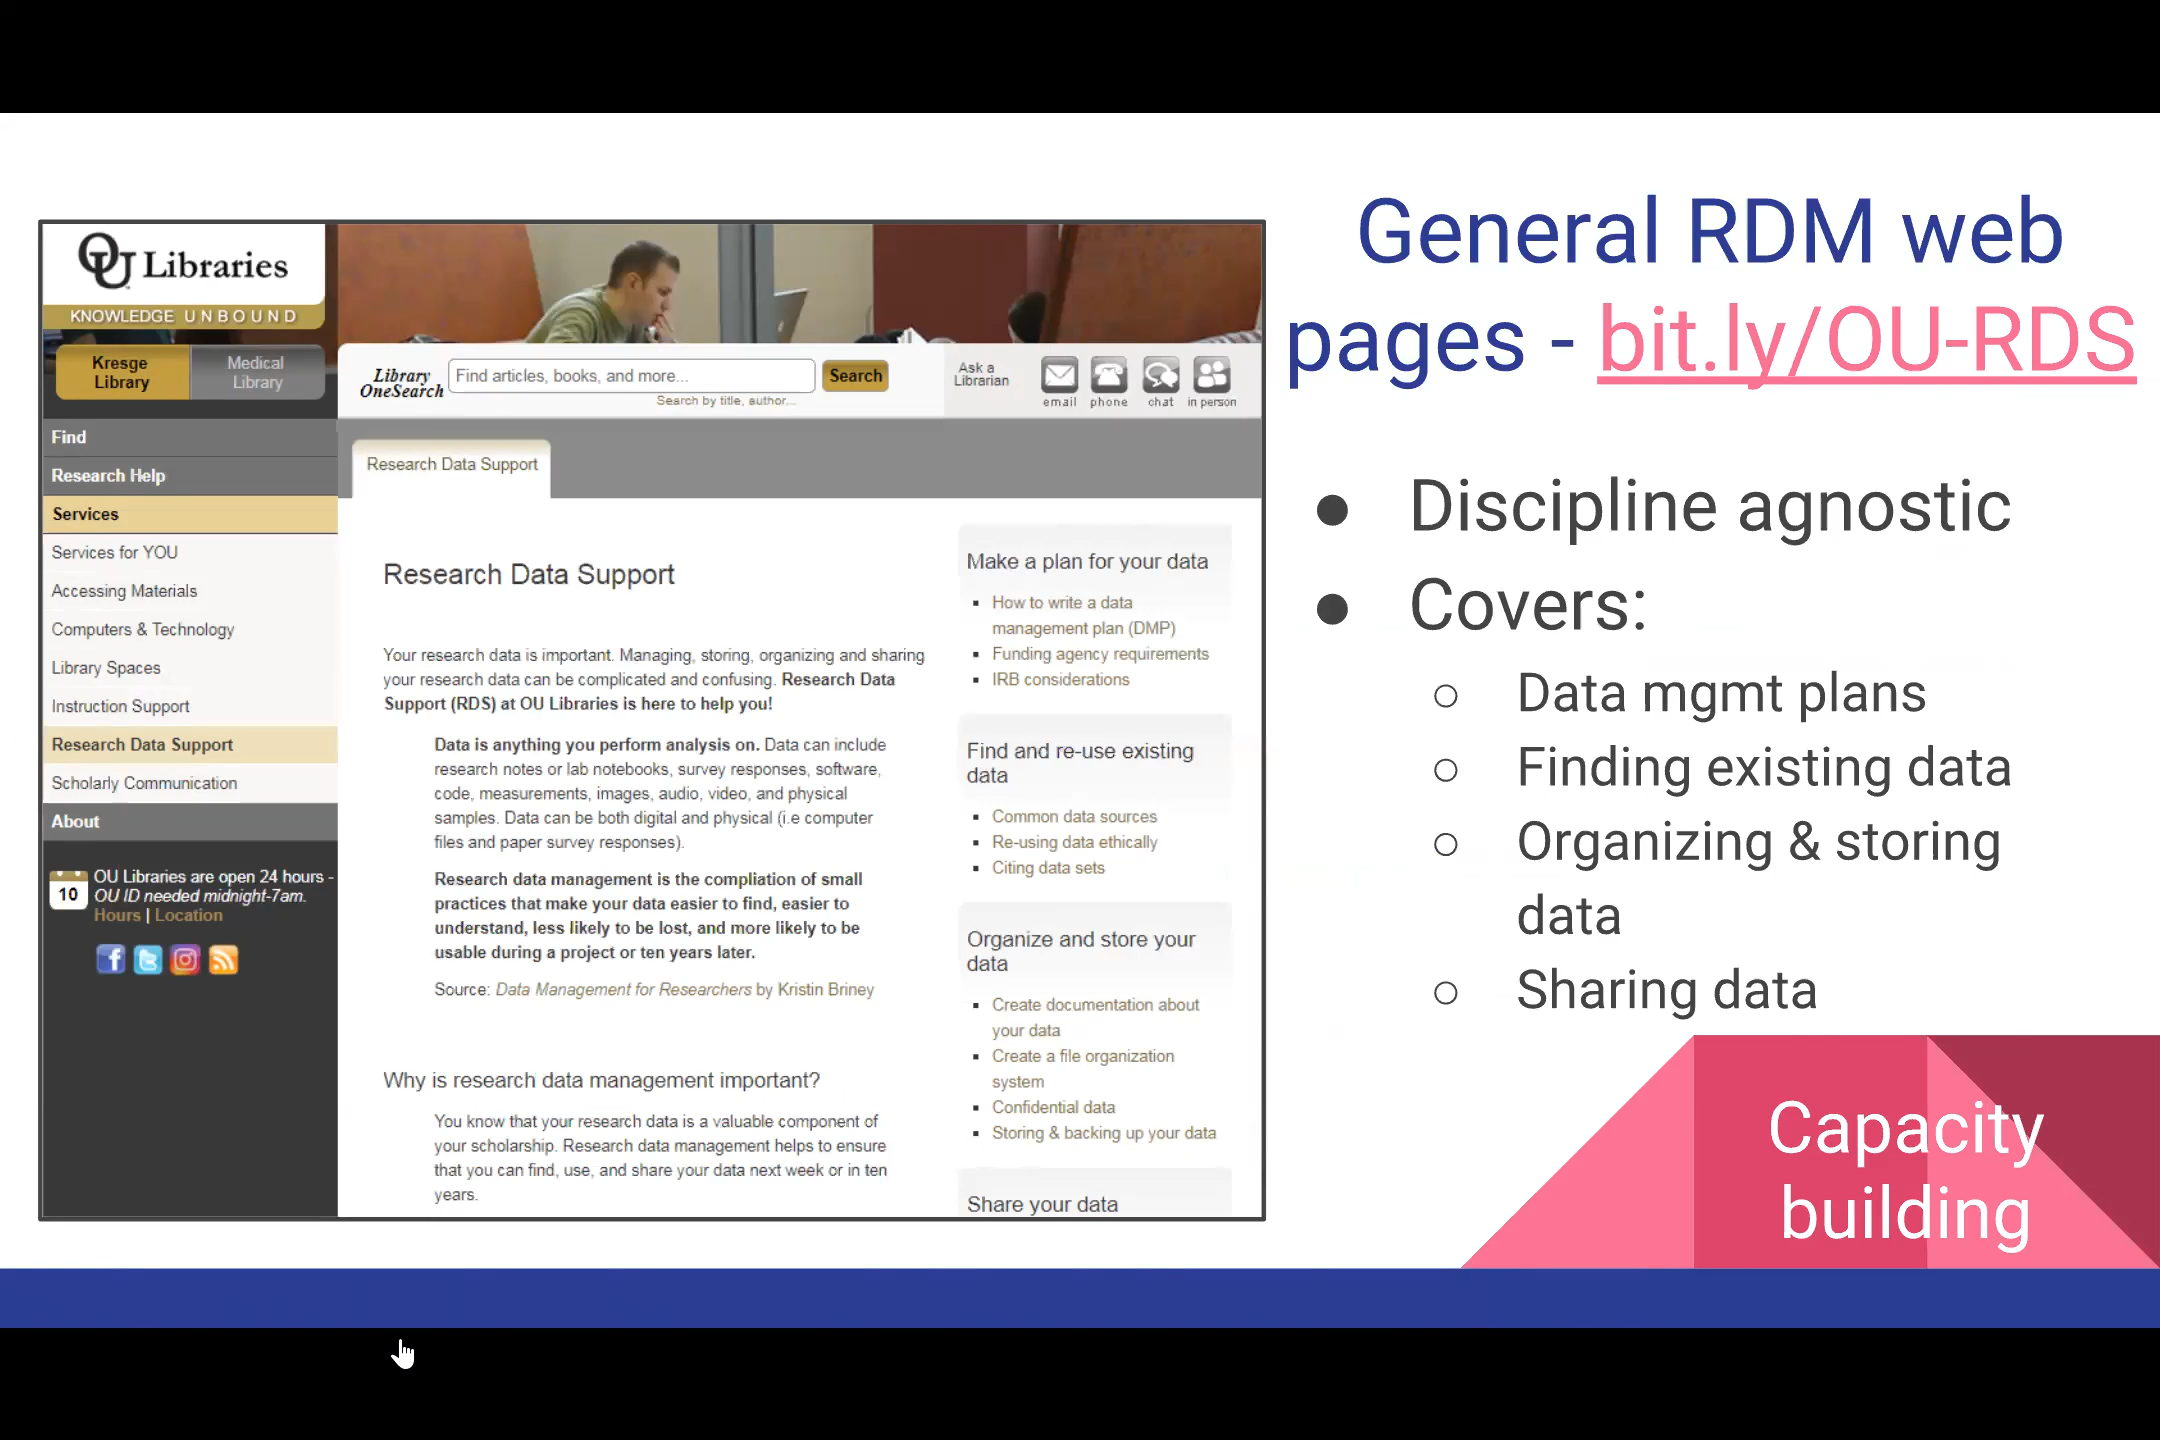 OU Libraries
KNOWLEDGE UNBOUND
Kresge
Library
Medical
Library
Library
OneSearch
Find articles, books, and more...
Search
Search by title, author,...
Ask a
Librarian
email
phone
chat
in person
Find
Research Help
Services
Services for YOU
Accessing Materials
Computers & Technology
Library Spaces
Instruction Support
Research Data Support
Scholarly Communication
About
10
OU Libraries are open 24 hours -
OU ID needed midnight-7am.
Hours | Location
Research Data Support
Research Data Support
Your research data is important. Managing, storing, organizing and sharing
your research data can be complicated and confusing. Research Data
Support (RDS) at OU Libraries is here to help you!
Data is anything you perform analysis on. Data can include
research notes or lab notebooks, survey responses, software,
code, measurements, images, audio, video, and physical
samples. Data can be both digital and physical (i.e computer
files and paper survey responses).
Research data management is the compliation of small
practices that make your data easier to find, easier to
understand, less likely to be lost, and more likely to be
usable during a project or ten years later.
Source: Data Management for Researchers by Kristin Briney
Why is research data management important?
You know that your research data is a valuable component of
your scholarship. Research data management helps to ensure
that you can find, use, and share your data next week or in ten
years.
Make a plan for your data
How to write a data
management plan (DMP)
Funding agency requirements
IRB considerations
Find and re-use existing
data
Common data sources
Re-using data ethically
Citing data sets
Organize and store your
data
Create documentation about
your data
Create a file organization
system
Confidential data
Storing & backing up your data
Share your data
General RDM web
pages - bit.ly/OU-RDS
● Discipline agnostic
● Covers:
○ Data mgmt plans
○ Finding existing data
○ Organizing & storing
data
○ Sharing data
Capacity
building